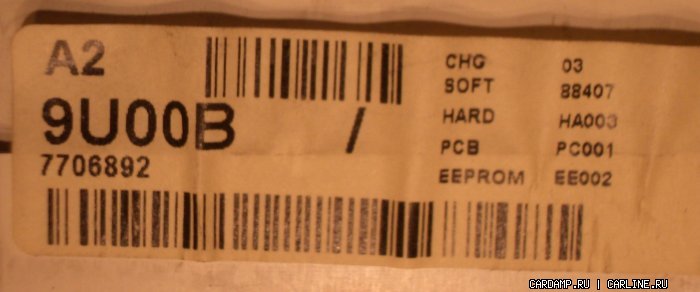 A2
9U00B /
7706892
CHG 03
SOFT 88407
HARD HA003
PCB PC001
EEPROM EE002
CARDAMP.RU | CARLINE.RU